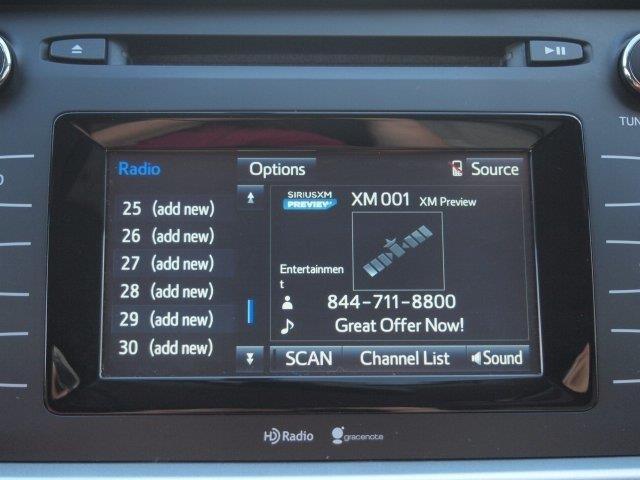 TUN
Radio
Options
Source
25 (add new)
26 (add new)
27 (add new)
28 (add new)
29 (add new)
30 (add new)
SIRIUSXM
PREVIEW
XM 001 XM Preview
Entertainmen
t
844-711-8800
Great Offer Now!
SCAN
Channel List
Sound
HD Radio
gracenote